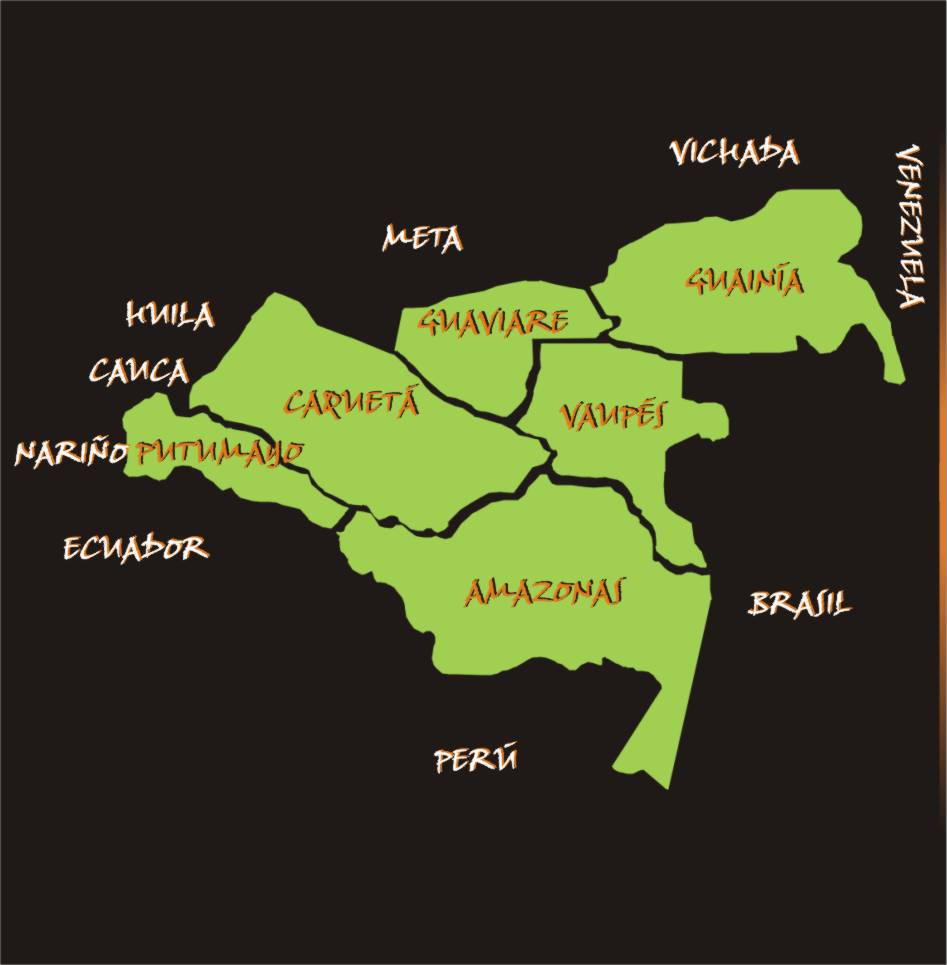 VICHADA
VENEZUELA
META
GUAINÍA
HUILA
GUAVIARE
CAUCA
CAQUETÁ
VAUPÉS
NARIÑO
PUTUMAYO
ECUADOR
AMAZONAS
BRASIL
PERÚ